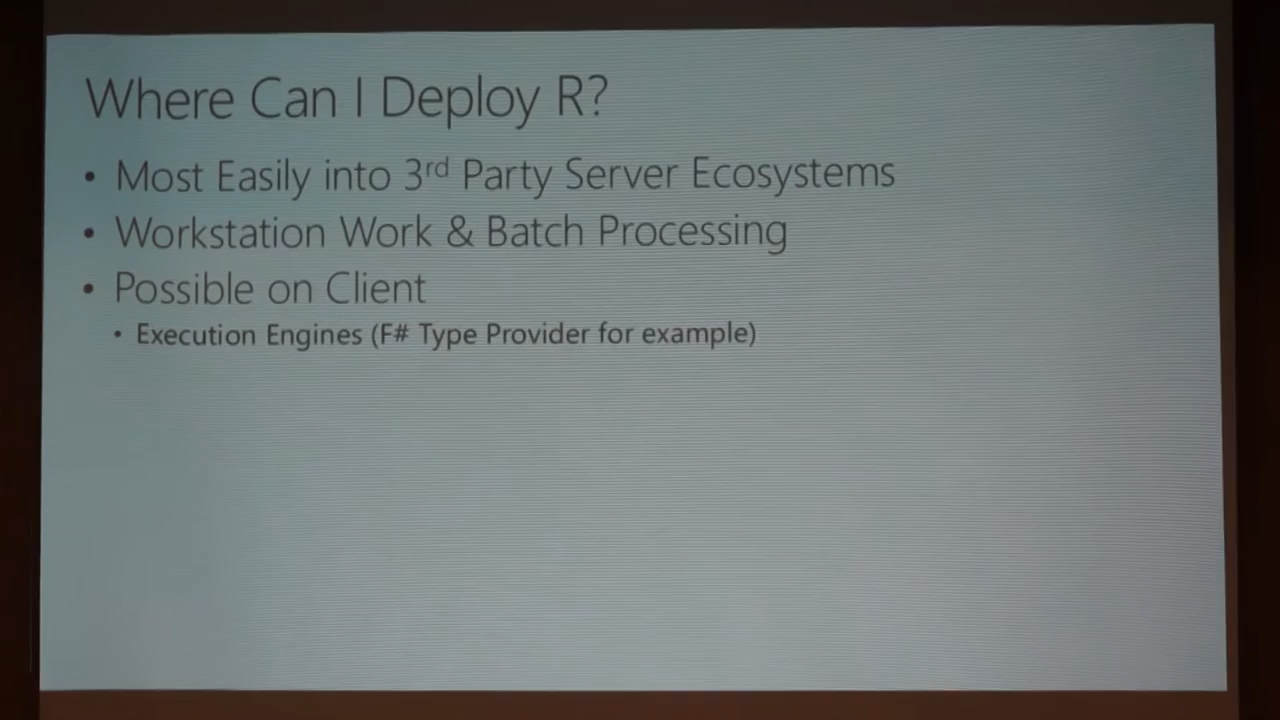 Where Can I Deploy R?
• Most Easily into 3rd Party Server Ecosystems
• Workstation Work & Batch Processing
• Possible on Client
• Execution Engines (F# Type Provider for example)